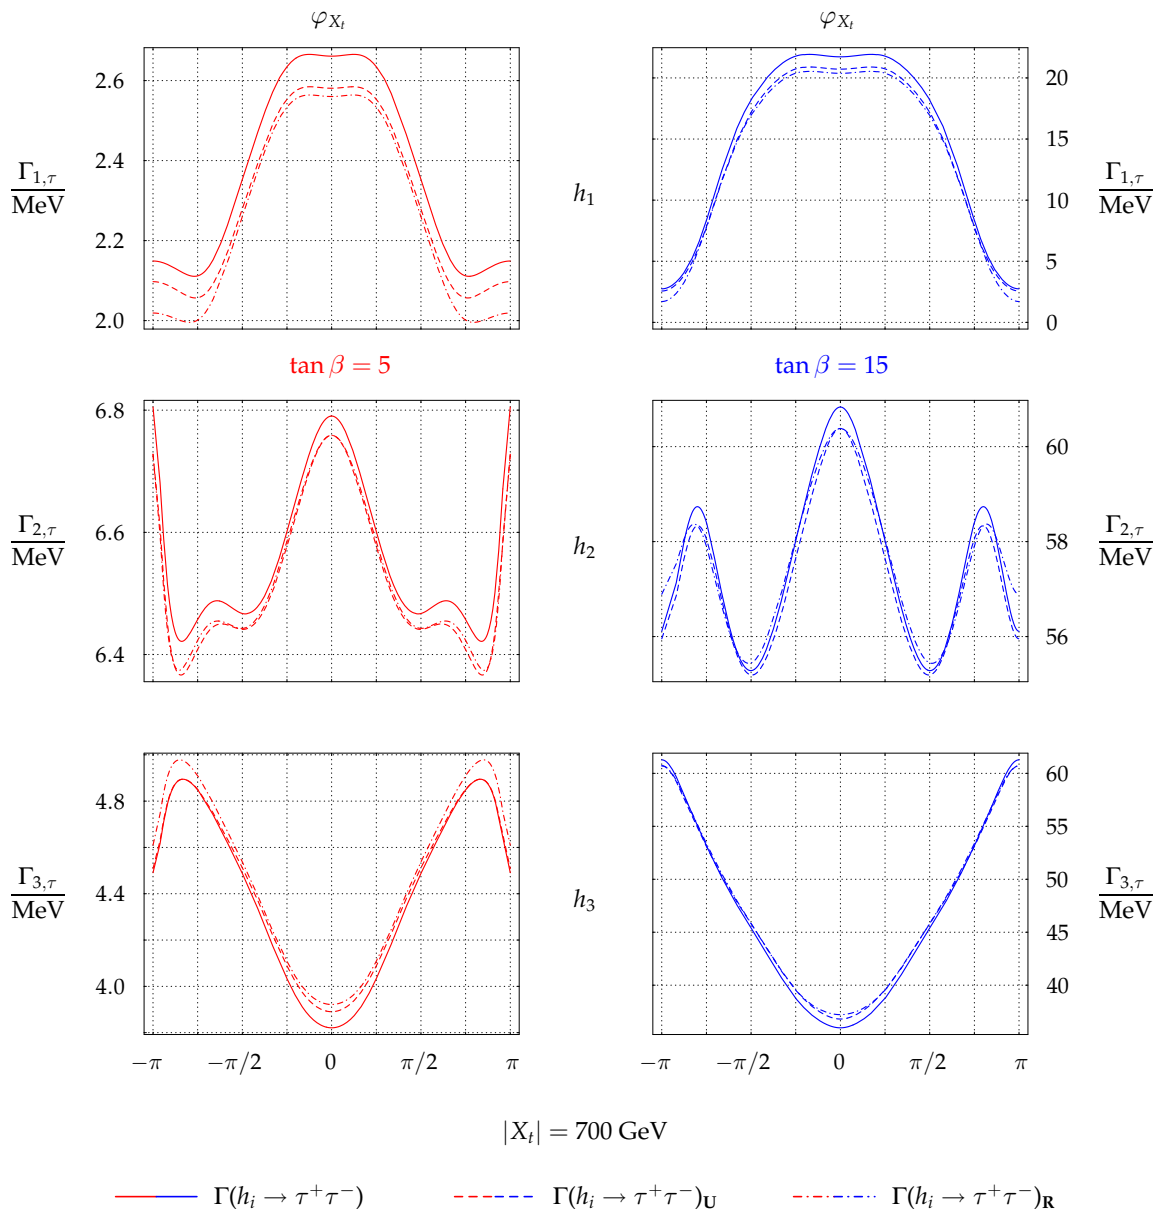 φ_{X_t} φ_{X_t}
2.6 20
2.4 15
Γ_{1,τ}/MeV h_1 10 Γ_{1,τ}/MeV
2.2 5
2.0 0
tan β = 5 tan β = 15
6.8 60
Γ_{2,τ}/MeV 6.6 h_2 58 Γ_{2,τ}/MeV
6.4 56
60
4.8 55
Γ_{3,τ}/MeV 4.4 h_3 50 Γ_{3,τ}/MeV
45
4.0 40
−π −π/2 0 π/2 π −π −π/2 0 π/2 π
|X_t| = 700 GeV
Γ(h_i → τ⁺τ⁻) Γ(h_i → τ⁺τ⁻)_U Γ(h_i → τ⁺τ⁻)_R